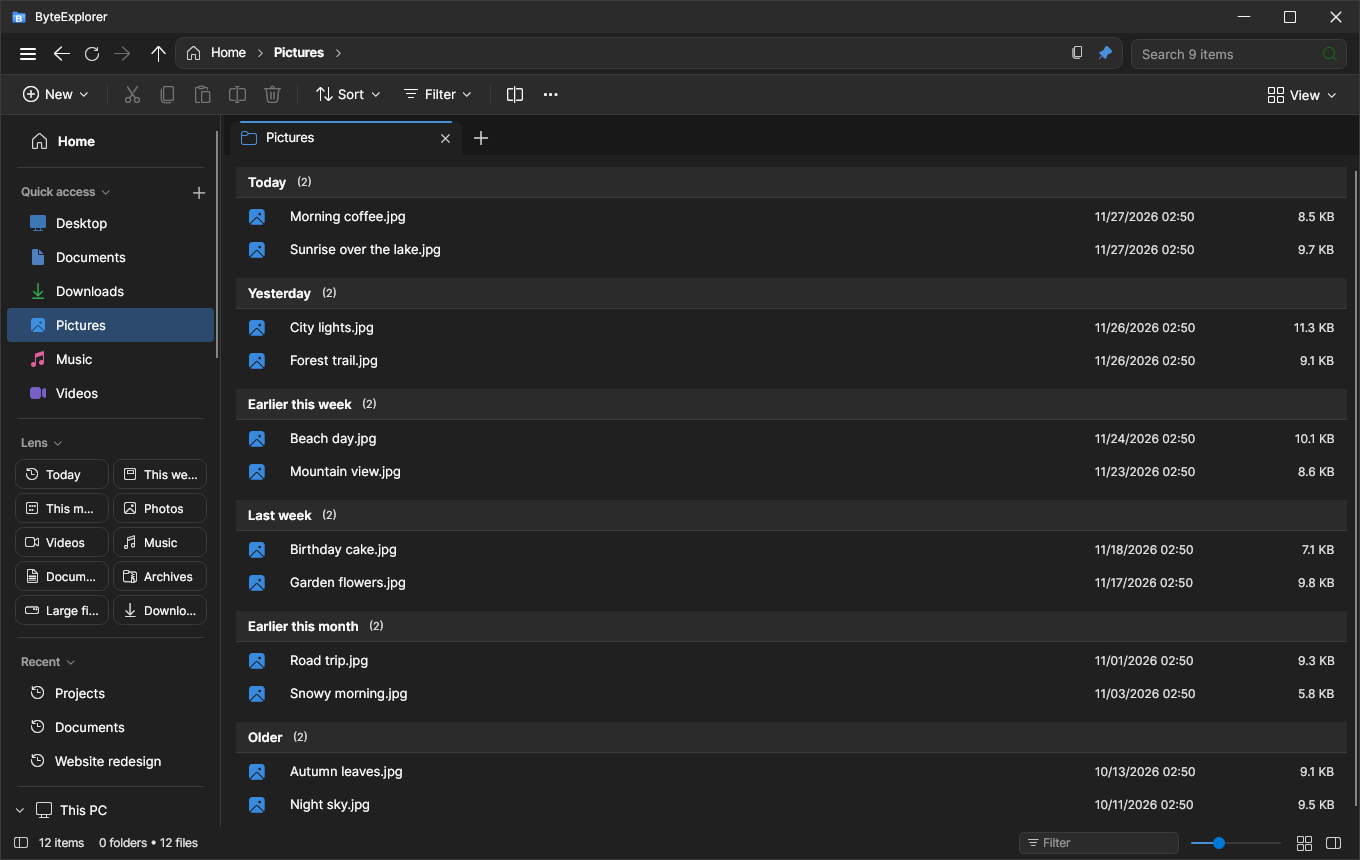 ByteExplorer
Home > Pictures >
Search 9 items
New
Sort
Filter
View
Home
Quick access
Desktop
Documents
Downloads
Pictures
Music
Videos
Lens
Today
This we...
This m...
Photos
Videos
Music
Docum...
Archives
Large fi...
Downlo...
Recent
Projects
Documents
Website redesign
This PC
Pictures
Today (2)
Morning coffee.jpg 11/27/2026 02:50 8.5 KB
Sunrise over the lake.jpg 11/27/2026 02:50 9.7 KB
Yesterday (2)
City lights.jpg 11/26/2026 02:50 11.3 KB
Forest trail.jpg 11/26/2026 02:50 9.1 KB
Earlier this week (2)
Beach day.jpg 11/24/2026 02:50 10.1 KB
Mountain view.jpg 11/23/2026 02:50 8.6 KB
Last week (2)
Birthday cake.jpg 11/18/2026 02:50 7.1 KB
Garden flowers.jpg 11/17/2026 02:50 9.8 KB
Earlier this month (2)
Road trip.jpg 11/01/2026 02:50 9.3 KB
Snowy morning.jpg 11/03/2026 02:50 5.8 KB
Older (2)
Autumn leaves.jpg 10/13/2026 02:50 9.1 KB
Night sky.jpg 10/11/2026 02:50 9.5 KB
12 items 0 folders • 12 files
Filter